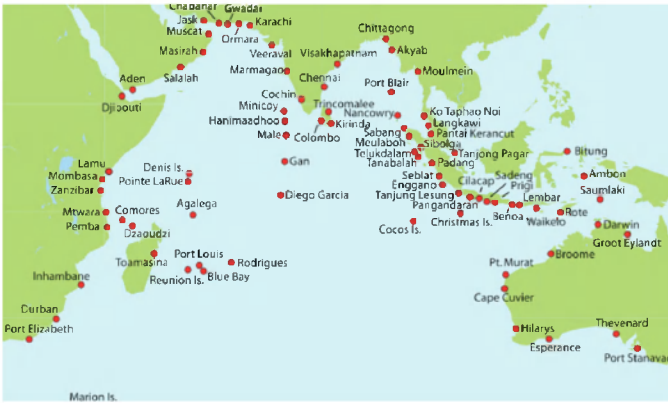 Chabahar Gwadar
Jask
Karachi
Chittagong
Muscat
Ormara
Masirah
Veeraval
Visakhapatnam
Akyab
Salalah
Marmagao
Chennai
Moulmein
Aden
Port Blair
Djibouti
Cochin
Minicoy
Trincomalee
Nancowry
Ko Taphao Noi
Hanimaadhoo
Kirinda
Langkawi
Male
Colombo
Sabang
Pantai Kerancut
Meulaboh
Sibolga
Bitung
Telukdalam
Tanjong Pagar
Lamu
Denis Is.
Gan
Tanabalah
Padang
Mombasa
Pointe LaRue
Seblat
Cilacap
Sadeng
Ambon
Zanzibar
Enggano
Prigi
Saumlaki
Diego Garcia
Tanjung Lesung
Lembar
Mtwara
Comores
Agalega
Pangandaran
Benoa
Rote
Pemba
Dzaoudzi
Cocos Is.
Christmas Is.
Waikelo
Darwin
Groot Eylandt
Toamasina
Port Louis
Rodrigues
Pt. Murat
Broome
Inhambane
Reunion Is.
Blue Bay
Cape Cuvier
Durban
Port Elizabeth
Hilarys
Thevenard
Esperance
Port Stanavac
Marion Is.